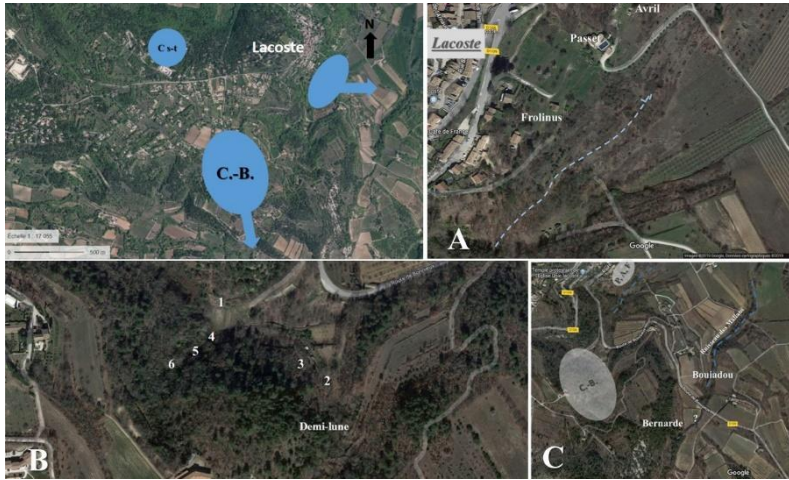 C s-t
Lacoste
N
C.-B.
Echelle 1 : 17 055
0
500 m
Avril
Passet
Lacoste
Frolinus
A
Google
1
4
5
6
3
2
Demi-lune
B
C.-B.
Bouiadou
Bernarde
?
Google
C